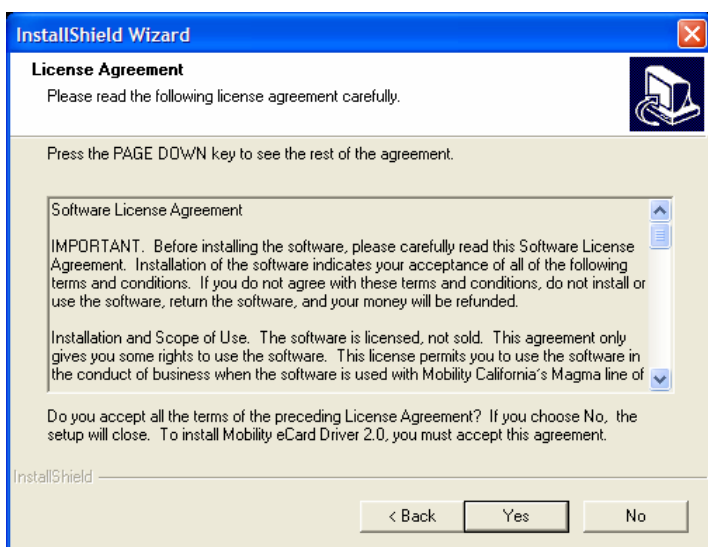 InstallShield Wizard
License Agreement
Please read the following license agreement carefully.
Press the PAGE DOWN key to see the rest of the agreement.
Software License Agreement
IMPORTANT.  Before installing the software, please carefully read this Software License
Agreement.  Installation of the software indicates your acceptance of all of the following
terms and conditions.  If you do not agree with these terms and conditions, do not install or
use the software, return the software, and your money will be refunded.
Installation and Scope of Use.  The software is licensed, not sold.  This agreement only
gives you some rights to use the software.  This license permits you to use the software in
the conduct of business when the software is used with Mobility California's Magma line of
Do you accept all the terms of the preceding License Agreement?  If you choose No,  the
setup will close.  To install Mobility eCard Driver 2.0, you must accept this agreement.
InstallShield
< Back
Yes
No